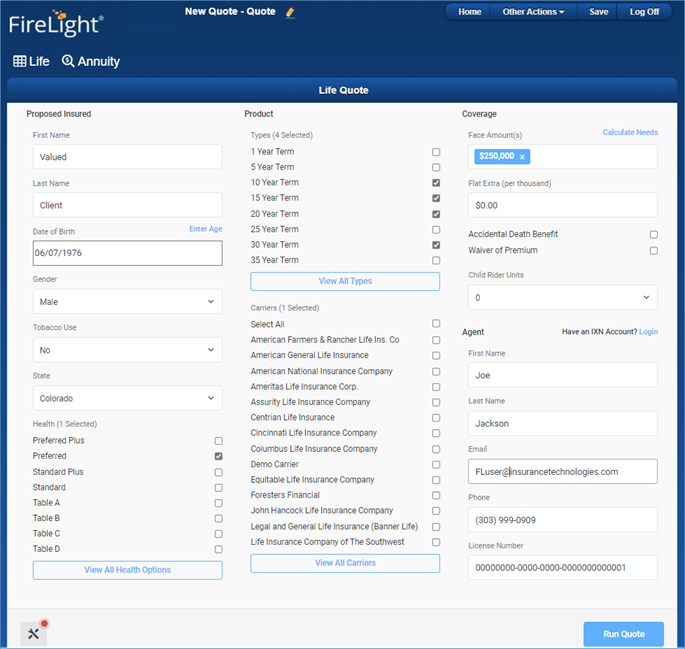 FireLight®
New Quote - Quote
Home Other Actions Save Log Off
Life Annuity
Life Quote
Proposed Insured
First Name
Valued
Last Name
Client
Date of Birth Enter Age
06/07/1976
Gender
Male
Tobacco Use
No
State
Colorado
Health (1 Selected)
Preferred Plus
Preferred
Standard Plus
Standard
Table A
Table B
Table C
Table D
View All Health Options
Product
Types (4 Selected)
1 Year Term
5 Year Term
10 Year Term
15 Year Term
20 Year Term
25 Year Term
30 Year Term
35 Year Term
View All Types
Carriers (1 Selected)
Select All
American Farmers & Rancher Life Ins. Co
American General Life Insurance
American National Insurance Company
Ameritas Life Insurance Corp.
Assurity Life Insurance Company
Centrian Life Insurance
Cincinnati Life Insurance Company
Columbus Life Insurance Company
Demo Carrier
Equitable Life Insurance Company
Foresters Financial
John Hancock Life Insurance Company
Legal and General Life Insurance (Banner Life)
Life Insurance Company of The Southwest
View All Carriers
Coverage
Face Amount(s) Calculate Needs
$250,000 x
Flat Extra (per thousand)
$0.00
Accidental Death Benefit
Waiver of Premium
Child Rider Units
0
Agent Have an IXN Account? Login
First Name
Joe
Last Name
Jackson
Email
FLuser@insurancetechnologies.com
Phone
(303) 999-0909
License Number
00000000-0000-0000-0000000000001
Run Quote